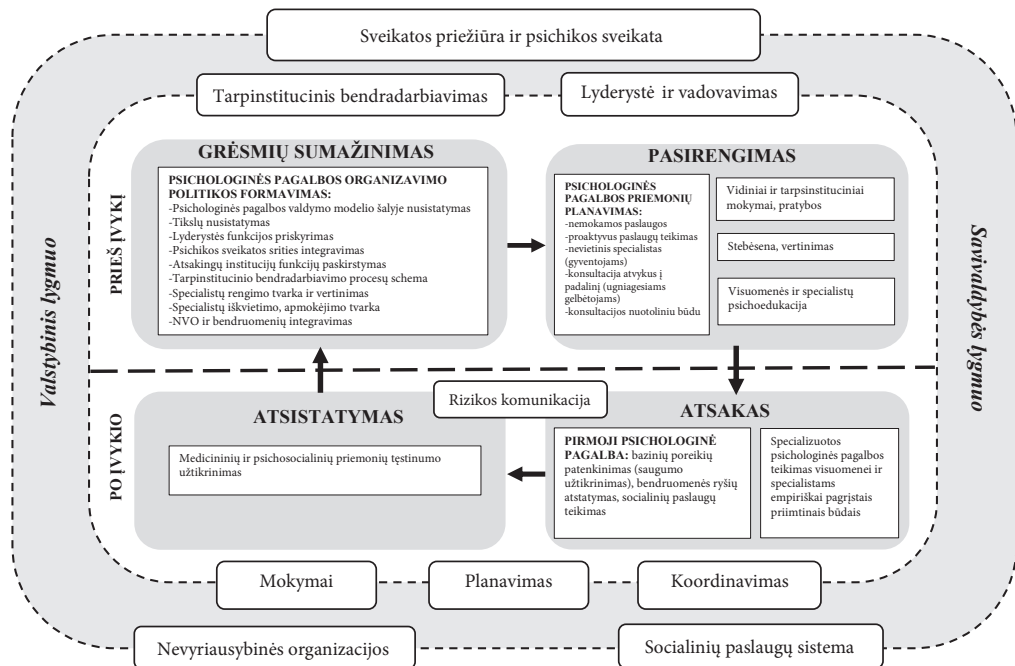 Sveikatos priežiūra ir psichikos sveikata
Tarpinstitucinis bendradarbiavimas
Lyderystė ir vadovavimas
Valstybinis lygmuo
Savivaldybės lygmuo
PRIEŠ ĮVYKĮ
GRĖSMIŲ SUMAŽINIMAS
PSICHOLOGINĖS PAGALBOS ORGANIZAVIMO
POLITIKOS FORMAVIMAS:
-Psichologinės pagalbos valdymo modelio šalyje nusistatymas
-Tikslų nustatymas
-Lyderystės funkcijos priskyrimas
-Psichikos sveikatos srities integravimas
-Atsakingų institucijų funkcijų paskirstymas
-Tarpinstitucinio bendradarbiavimo procesų schema
-Specialistų rengimo tvarka ir vertinimas
-Specialistų iškvietimo, apmokėjimo tvarka
-NVO ir bendruomenių integravimas
PASIRENGIMAS
PSICHOLOGINĖS
PAGALBOS PRIEMONIŲ
PLANAVIMAS:
-nemokamos paslaugos
-proaktyvus paslaugų teikimas
-nevietinis specialistas
(gyventojams)
-konsultacija atvykus į
padalinį (ugniagesiams
gelbėtojams)
-konsultacijos nuotoliniu būdu
Vidiniai ir tarpsinstituciniai
mokymai, pratybos
Stebėsena, vertinimas
Visuomenės ir specialistų
psichoedukacija
Rizikos komunikacija
PO ĮVYKIO
ATSISTATYMAS
Medicininių ir psichosocialinių priemonių tęstinumo
užtikrinimas
ATSAKAS
PIRMOJI PSICHOLOGINĖ
PAGALBA: bazinių poreikių
patenkinimas (saugumo
užtikrinimas), bendruomenės ryšių
atstatymas, socialinių paslaugų
teikimas
Specializuotos
psichologinės pagalbos
teikimas visuomenei ir
specialistams
empiriškai pagrįstais
priimtinais būdais
Mokymai
Planavimas
Koordinavimas
Nevyriausybinės organizacijos
Socialinių paslaugų sistema